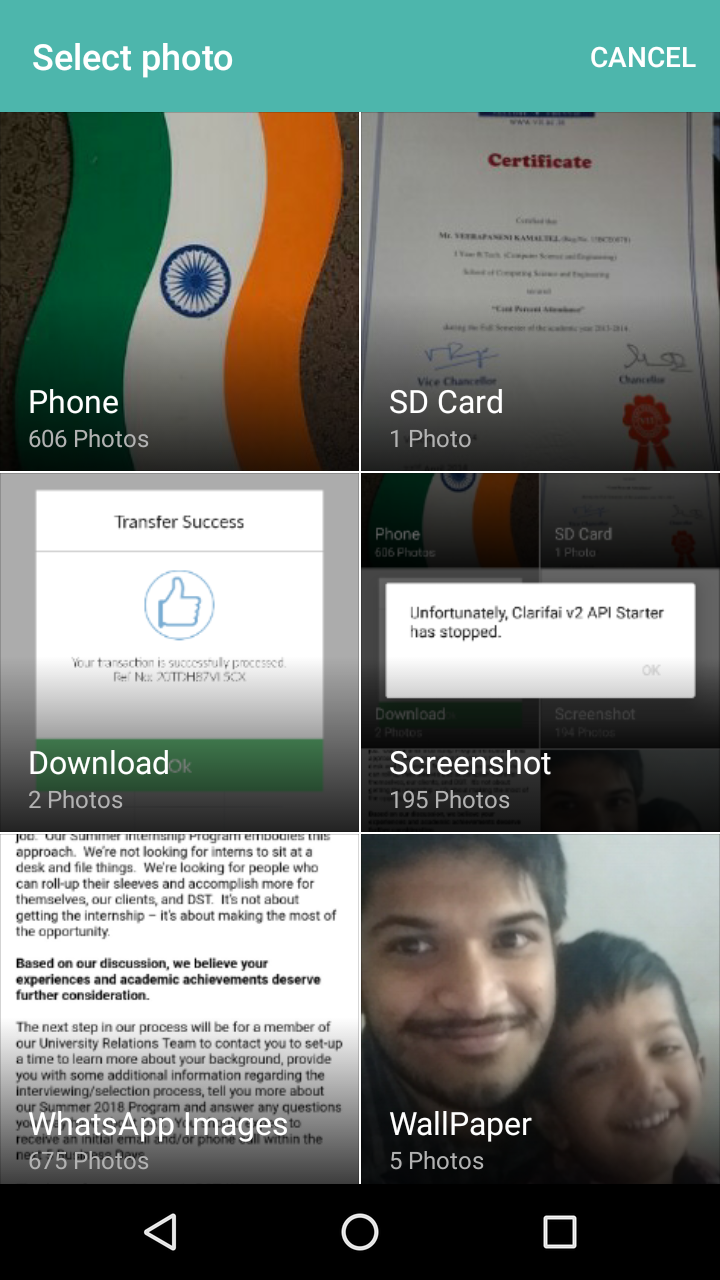 Select photo
CANCEL
Phone
606 Photos
Certificate
Certified that
Mr. VEERAPANENI KAMALTEJ
I Year B Tech. (Computer Science and Engineering)
School of Computing Science and Engineering
secured
"Cent Percent Attendance"
during the Fall Semester of the academic year 2013-2014.
Vice Chancellor
Chancellor
SD Card
1 Photo
Transfer Success
Your transaction is successfully processed.
Ok
Download
2 Photos
Phone
606 Photos
SD Card
1 Photo
Unfortunately, Clarifai v2 API Starter
has stopped.
OK
Download
2 Photos
Screenshot
194 Photos
Screenshot
195 Photos
job. Our Summer Internship Program embodies this
approach. We're not looking for interns to sit at a
desk and file things. We're looking for people who
can roll-up their sleeves and accomplish more for
themselves, our clients, and DST. It's not about
getting the internship – it's about making the most of
the opportunity.
Based on our discussion, we believe your
experiences and academic achievements deserve
further consideration.
The next step in our process will be for a member of
our University Relations Team to contact you to set-up
a time to learn more about your background, provide
you with some additional information regarding the
interviewing/selection process, tell you more about
our Summer 2018 Program and answer any questions
to
receive an initial email and/or phone call within the
WhatsApp Images
675 Photos
WallPaper
5 Photos